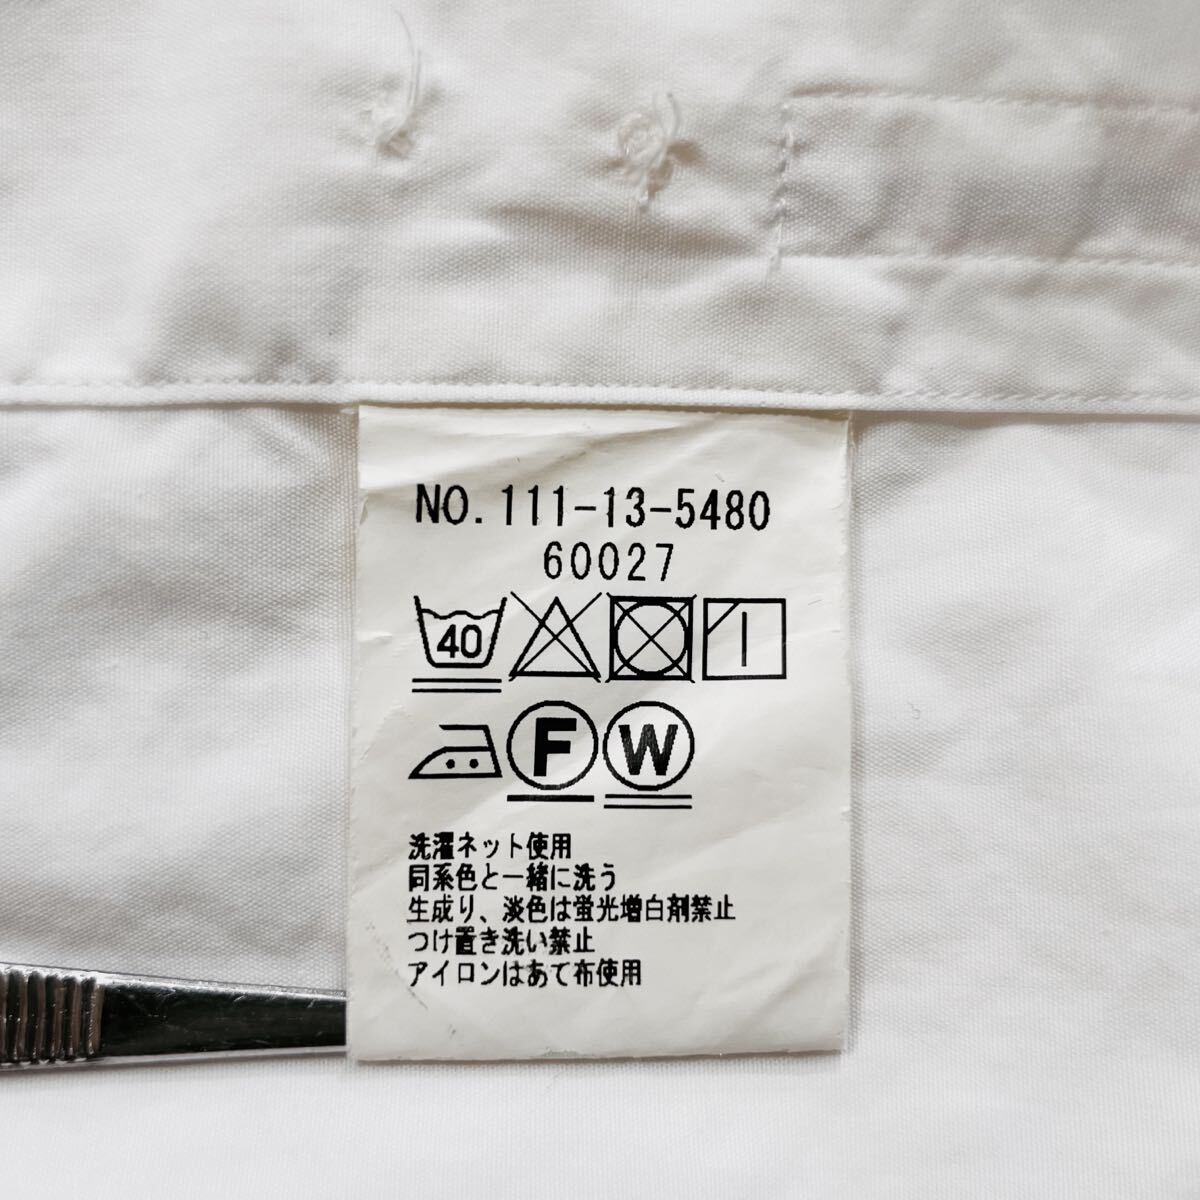 NO. 111-13-5480
60027
40
F W
洗濯ネット使用
同系色と一緒に洗う
生成り、淡色は蛍光増白剤禁止
つけ置き洗い禁止
アイロンはあて布使用